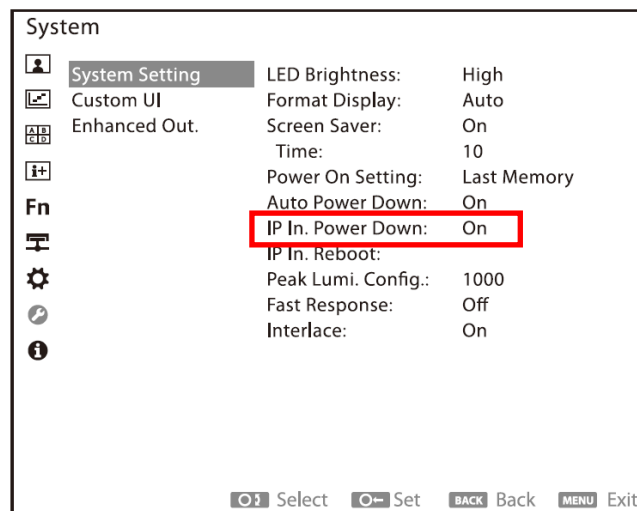 System
System Setting
Custom UI
Enhanced Out.
A B
C D
i+
Fn
LED Brightness: High
Format Display: Auto
Screen Saver: On
Time: 10
Power On Setting: Last Memory
Auto Power Down: On
IP In. Power Down: On
IP In. Reboot:
Peak Lumi. Config.: 1000
Fast Response: Off
Interlace: On
Select Set BACK Back MENU Exit